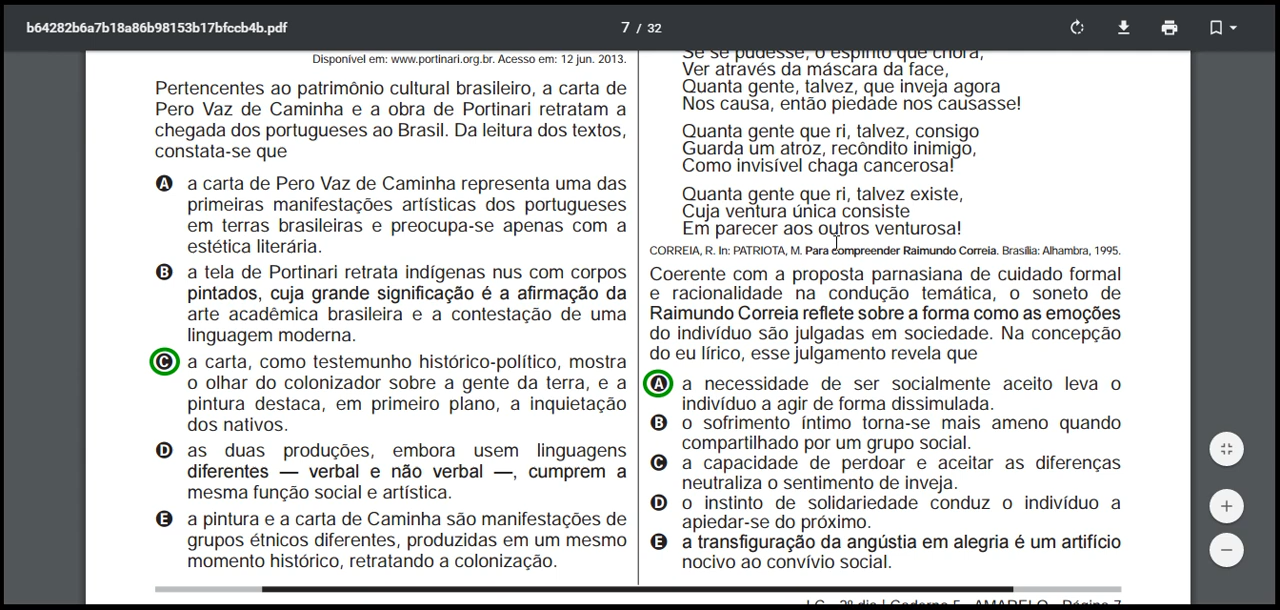 b64282b6a7b18a86b98153b17bfccb4b.pdf
7 / 32
Disponível em: www.portinari.org.br. Acesso em: 12 jun. 2013.
Pertencentes ao patrimônio cultural brasileiro, a carta de
Pero Vaz de Caminha e a obra de Portinari retratam a
chegada dos portugueses ao Brasil. Da leitura dos textos,
constata-se que
A a carta de Pero Vaz de Caminha representa uma das
primeiras manifestações artísticas dos portugueses
em terras brasileiras e preocupa-se apenas com a
estética literária.
B a tela de Portinari retrata indígenas nus com corpos
pintados, cuja grande significação é a afirmação da
arte acadêmica brasileira e a contestação de uma
linguagem moderna.
C a carta, como testemunho histórico-político, mostra
o olhar do colonizador sobre a gente da terra, e a
pintura destaca, em primeiro plano, a inquietação
dos nativos.
D as duas produções, embora usem linguagens
diferentes — verbal e não verbal —, cumprem a
mesma função social e artística.
E a pintura e a carta de Caminha são manifestações de
grupos étnicos diferentes, produzidas em um mesmo
momento histórico, retratando a colonização.
Se se pudesse, o espírito que chora,
Ver através da máscara da face,
Quanta gente, talvez, que inveja agora
Nos causa, então piedade nos causasse!
Quanta gente que ri, talvez, consigo
Guarda um atroz, recôndito inimigo,
Como invisível chaga cancerosa!
Quanta gente que ri, talvez existe,
Cuja ventura única consiste
Em parecer aos outros venturosa!
CORREIA, R. In: PATRIOTA, M. Para compreender Raimundo Correia. Brasília: Alhambra, 1995.
Coerente com a proposta parnasiana de cuidado formal
e racionalidade na condução temática, o soneto de
Raimundo Correia reflete sobre a forma como as emoções
do indivíduo são julgadas em sociedade. Na concepção
do eu lírico, esse julgamento revela que
A a necessidade de ser socialmente aceito leva o
indivíduo a agir de forma dissimulada.
B o sofrimento íntimo torna-se mais ameno quando
compartilhado por um grupo social.
C a capacidade de perdoar e aceitar as diferenças
neutraliza o sentimento de inveja.
D o instinto de solidariedade conduz o indivíduo a
apiedar-se do próximo.
E a transfiguração da angústia em alegria é um artifício
nocivo ao convívio social.
LC - 2º dia | Caderno 5 - AMARELO - Página 7